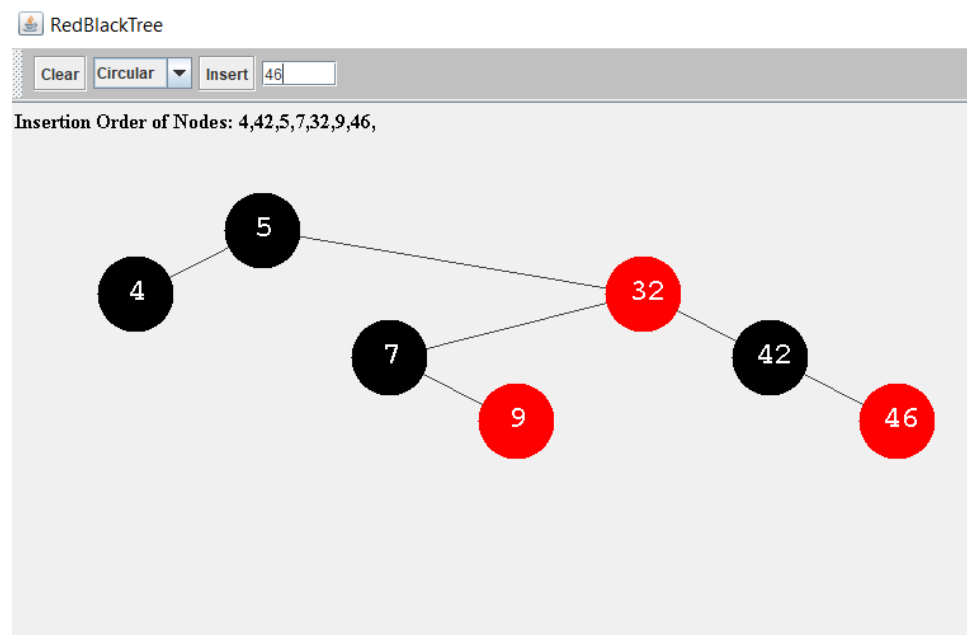 RedBlackTree
Clear Circular Insert 46
Insertion Order of Nodes: 4,42,5,7,32,9,46,
5
4 32
7 42
9 46